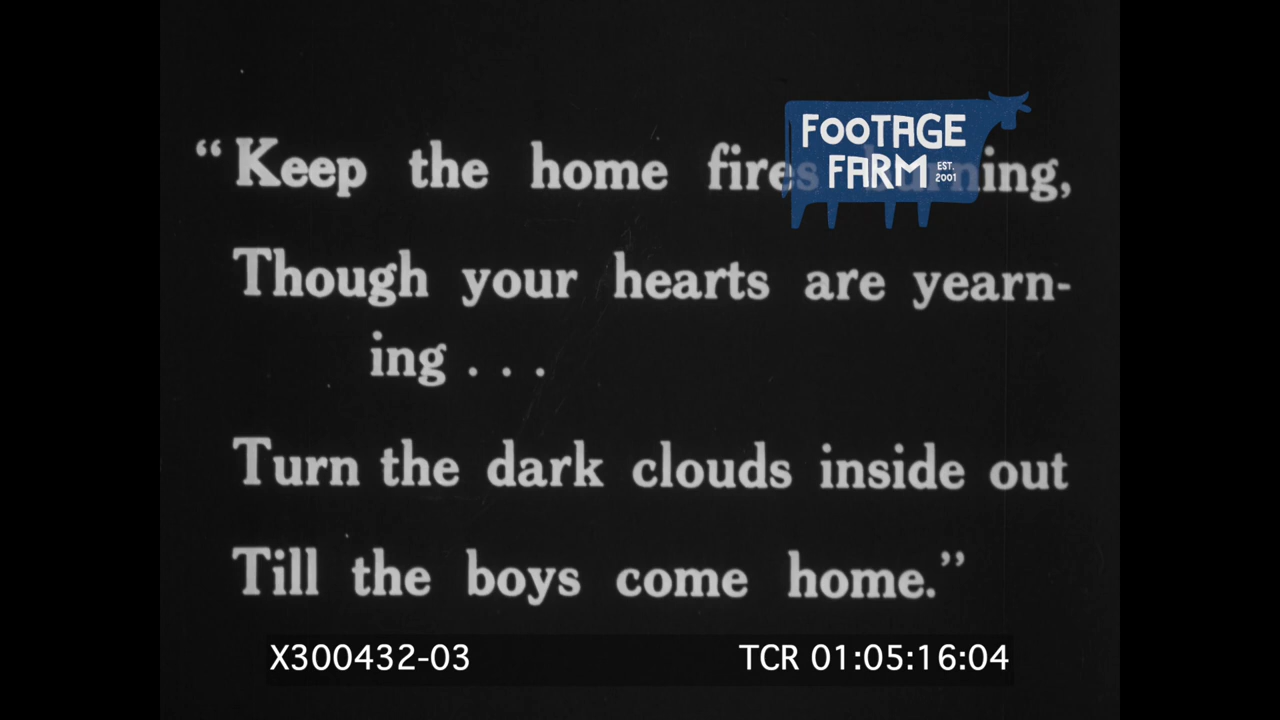 “Keep the home fires burning,
Though your hearts are yearn-
ing . . .
Turn the dark clouds inside out
Till the boys come home.”
FOOTAGE
FARM
EST.
2001
X300432-03 TCR 01:05:16:04